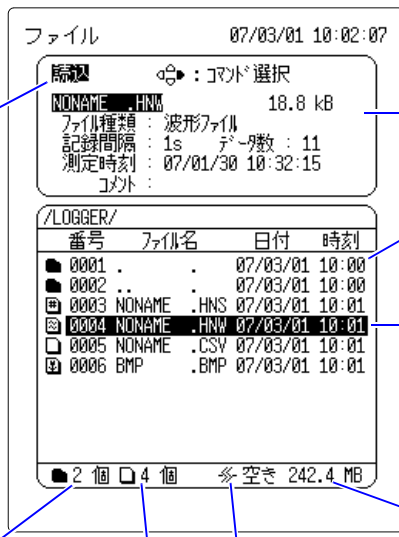 ファイル 07/03/01 10:02:07
読込 : コマンド選択
NONAME .HNW 18.8 kB
ファイル種類 : 波形ファイル
記録間隔 : 1s データ数 : 11
測定時刻 : 07/01/30 10:32:15
コメント :
/LOGGER/
番号 ファイル名 日付 時刻
0001 . . 07/03/01 10:00
0002 .. . 07/03/01 10:00
0003 NONAME .HNS 07/03/01 10:01
0004 NONAME .HNW 07/03/01 10:01
0005 NONAME .CSV 07/03/01 10:01
0006 BMP .BMP 07/03/01 10:01
2 個 4 個 空き 242.4 MB